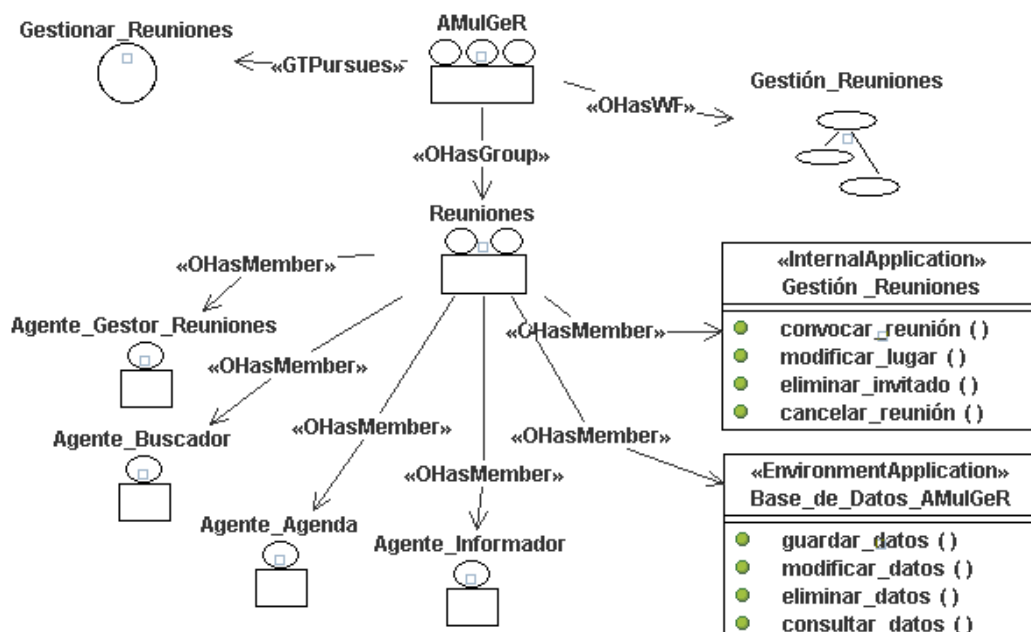 AMulGeR
Gestionar_Reuniones
«GTPursues»
Gestión_Reuniones
«OHasWF»
«OHasGroup»
Reuniones
«OHasMember»
«InternalApplication»
Gestión _Reuniones
convocar_reunión ()
modificar_lugar ()
eliminar_invitado ()
cancelar_reunión ()
Agente_Gestor_Reuniones
«OHasMember»
«OHasMember»
Agente_Buscador
«OHasMember»
«OHasMember»
«OHasMember»
«EnvironmentApplication»
Base_de_Datos_AMulGeR
guardar_datos ()
modificar_datos ()
eliminar_datos ()
consultar_datos ()
Agente_Agenda
Agente_Informador